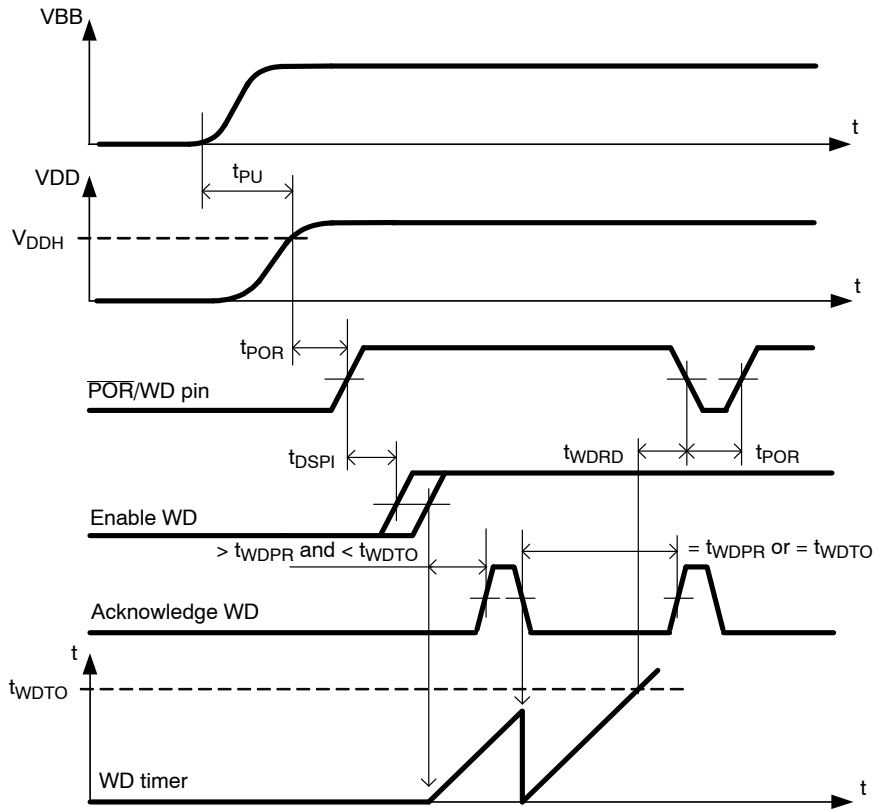 VBB
t
tPU
VDD
VDDH
t
tPOR
POR/WD pin
tDSPI
tWDRD
tPOR
Enable WD
> tWDPR and < tWDTO
= tWDPR or = tWDTO
Acknowledge WD
t
tWDTO
WD timer
t